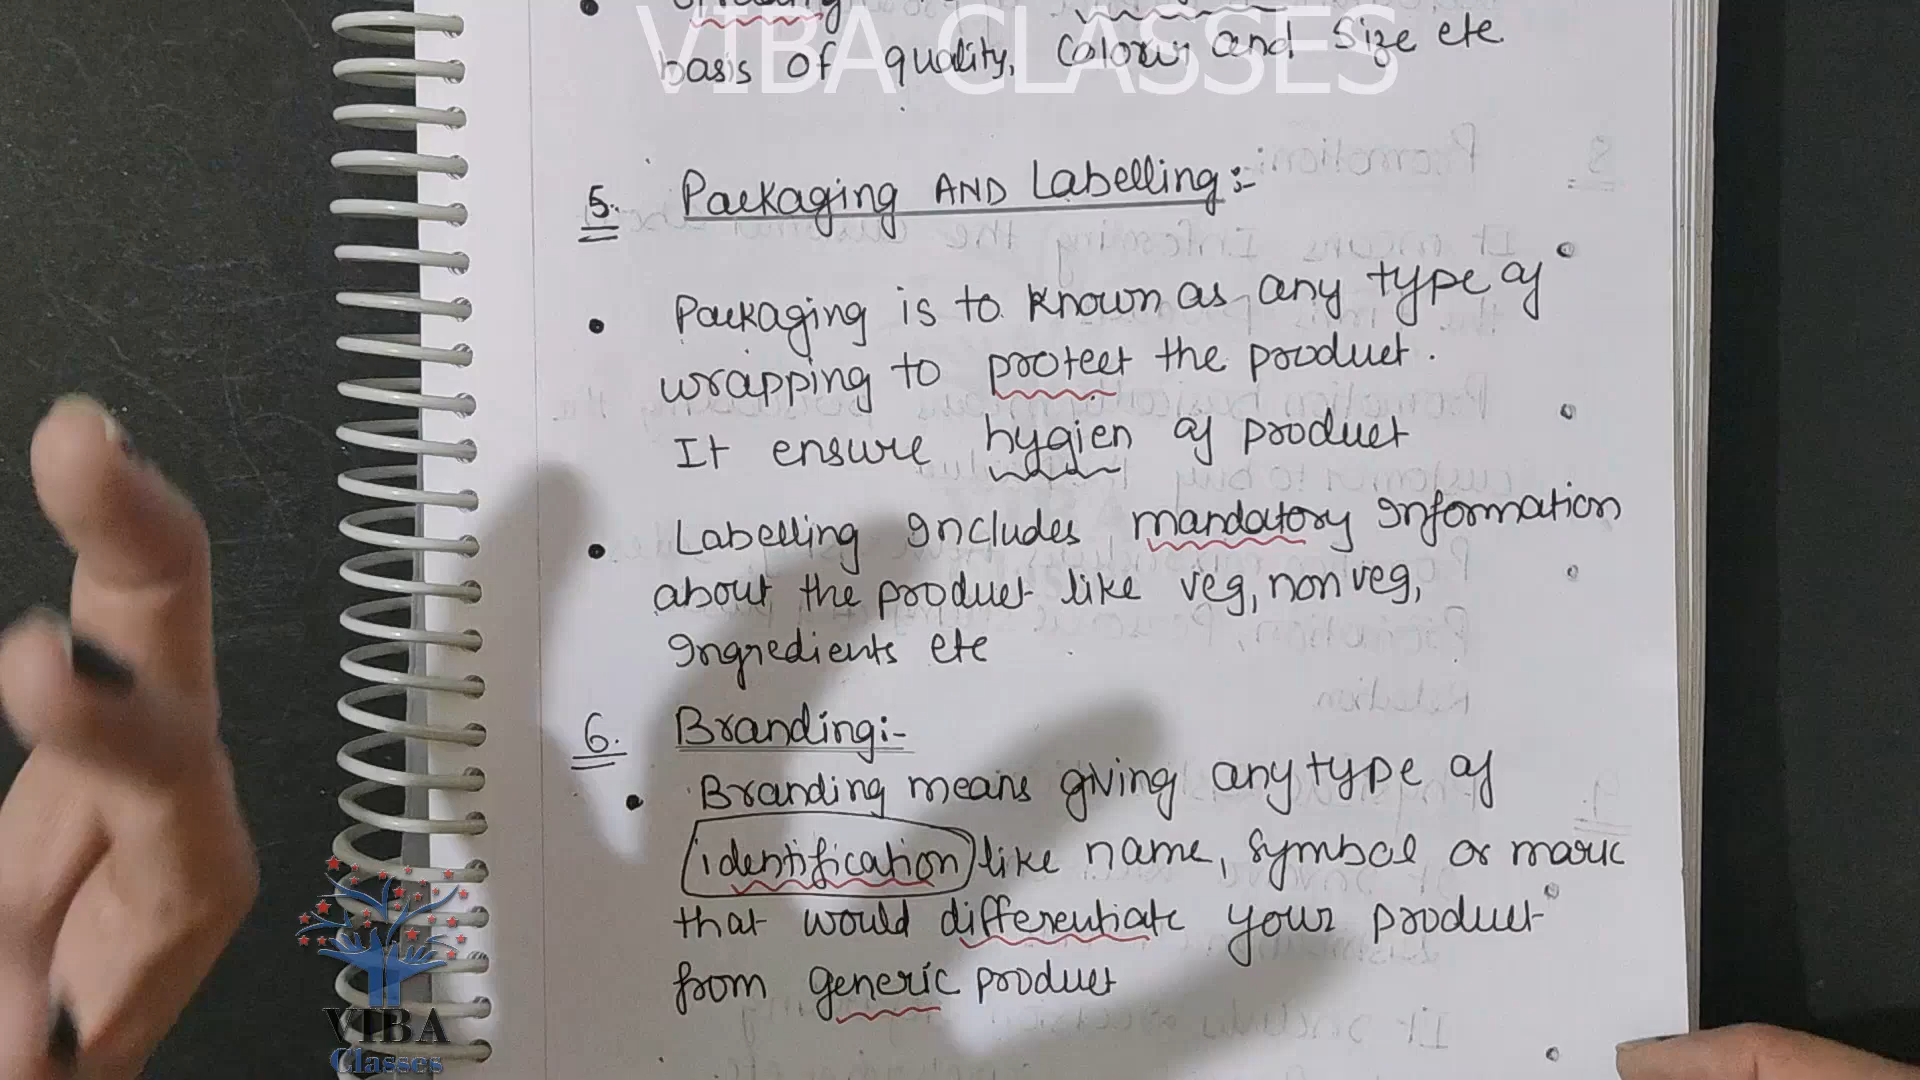 VIBA CLASSES
basis of quality, colour and size etc
5. Packaging AND Labelling:-
• Packaging is to known as any type of
wrapping to protect the product.
It ensure hygien of product
• Labelling Includes mandatory Information
about the product like veg, non veg,
Ingredients etc
6. Branding:-
• Branding means giving any type of
identification like name, symbol or mark
that would differentiate your product
from generic product
VIBA
Classes